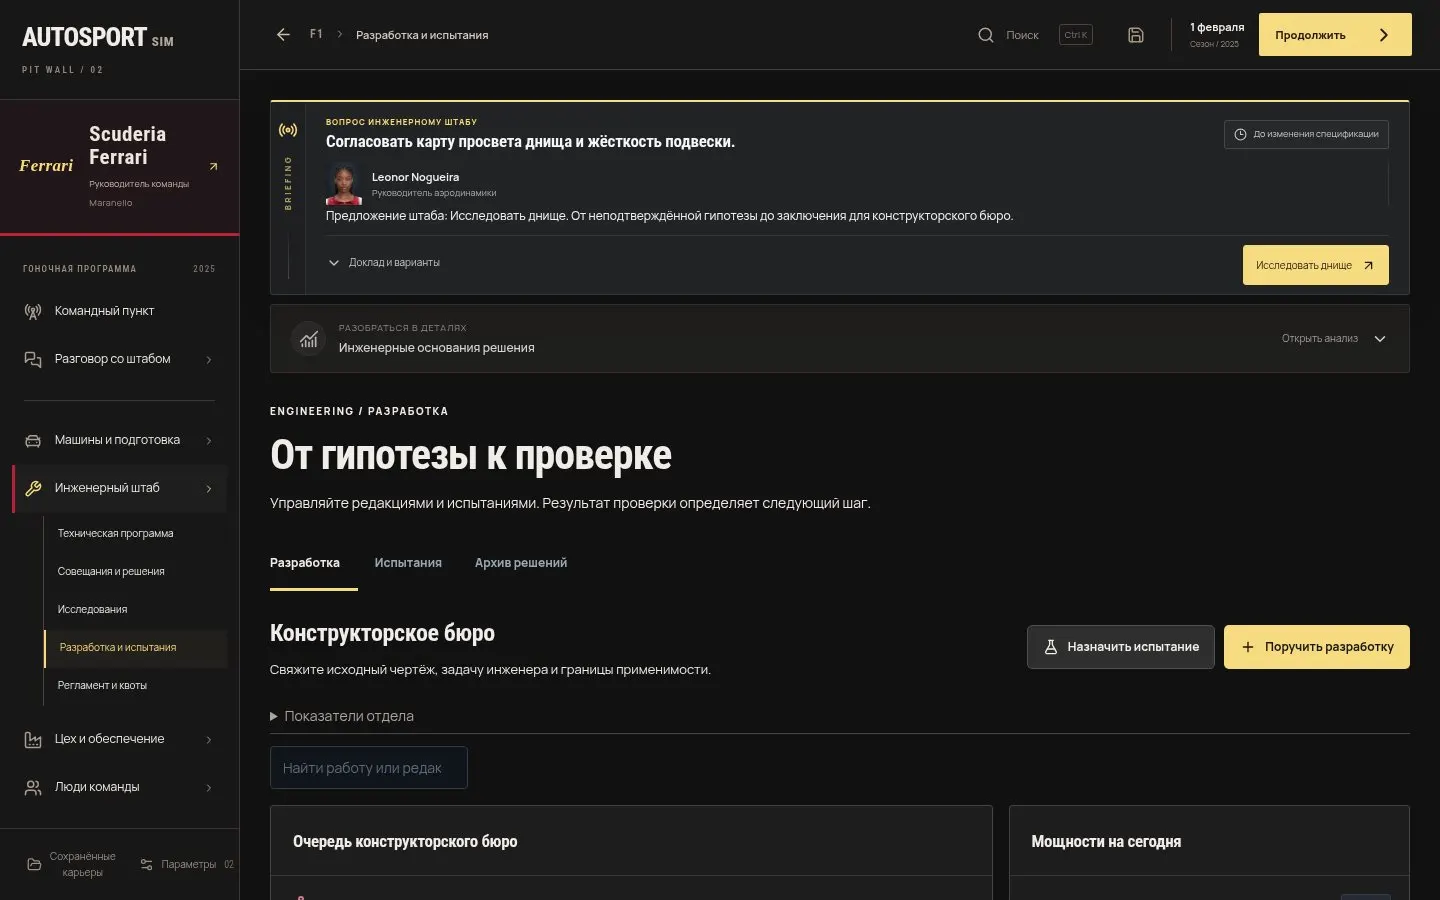 AUTOSPORT SIM
PIT WALL / 02
Ferrari
Scuderia
Ferrari
Руководитель команды
Maranello
ГОНОЧНАЯ ПРОГРАММА 2025
Командный пункт
Разговор со штабом
Машины и подготовка
Инженерный штаб
Техническая программа
Совещания и решения
Исследования
Разработка и испытания
Регламент и квоты
Цех и обеспечение
Люди команды
Сохранённые
карьеры
Параметры 02
F1 Разработка и испытания
Поиск Ctrl K
1 февраля
Сезон / 2025
Продолжить
BRIEFING
ВОПРОС ИНЖЕНЕРНОМУ ШТАБУ
Согласовать карту просвета днища и жёсткость подвески.
До изменения спецификации
Leonor Nogueira
Руководитель аэродинамики
Предложение штаба: Исследовать днище. От неподтверждённой гипотезы до заключения для конструкторского бюро.
Доклад и варианты
Исследовать днище
РАЗОБРАТЬСЯ В ДЕТАЛЯХ
Инженерные основания решения
Открыть анализ
ENGINEERING / РАЗРАБОТКА
От гипотезы к проверке
Управляйте редакциями и испытаниями. Результат проверки определяет следующий шаг.
Разработка Испытания Архив решений
Конструкторское бюро
Свяжите исходный чертёж, задачу инженера и границы применимости.
Назначить испытание
Поручить разработку
Показатели отдела
Найти работу или редак
Очередь конструкторского бюро
Мощности на сегодня